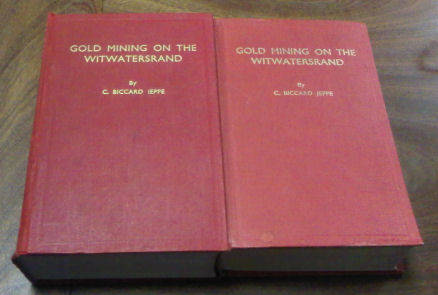 GOLD MINING ON THE
WITWATERSRAND
By
C. BICCARD JEPPE
GOLD MINING ON THE
WITWATERSRAND
By
C. BICCARD JEPPE